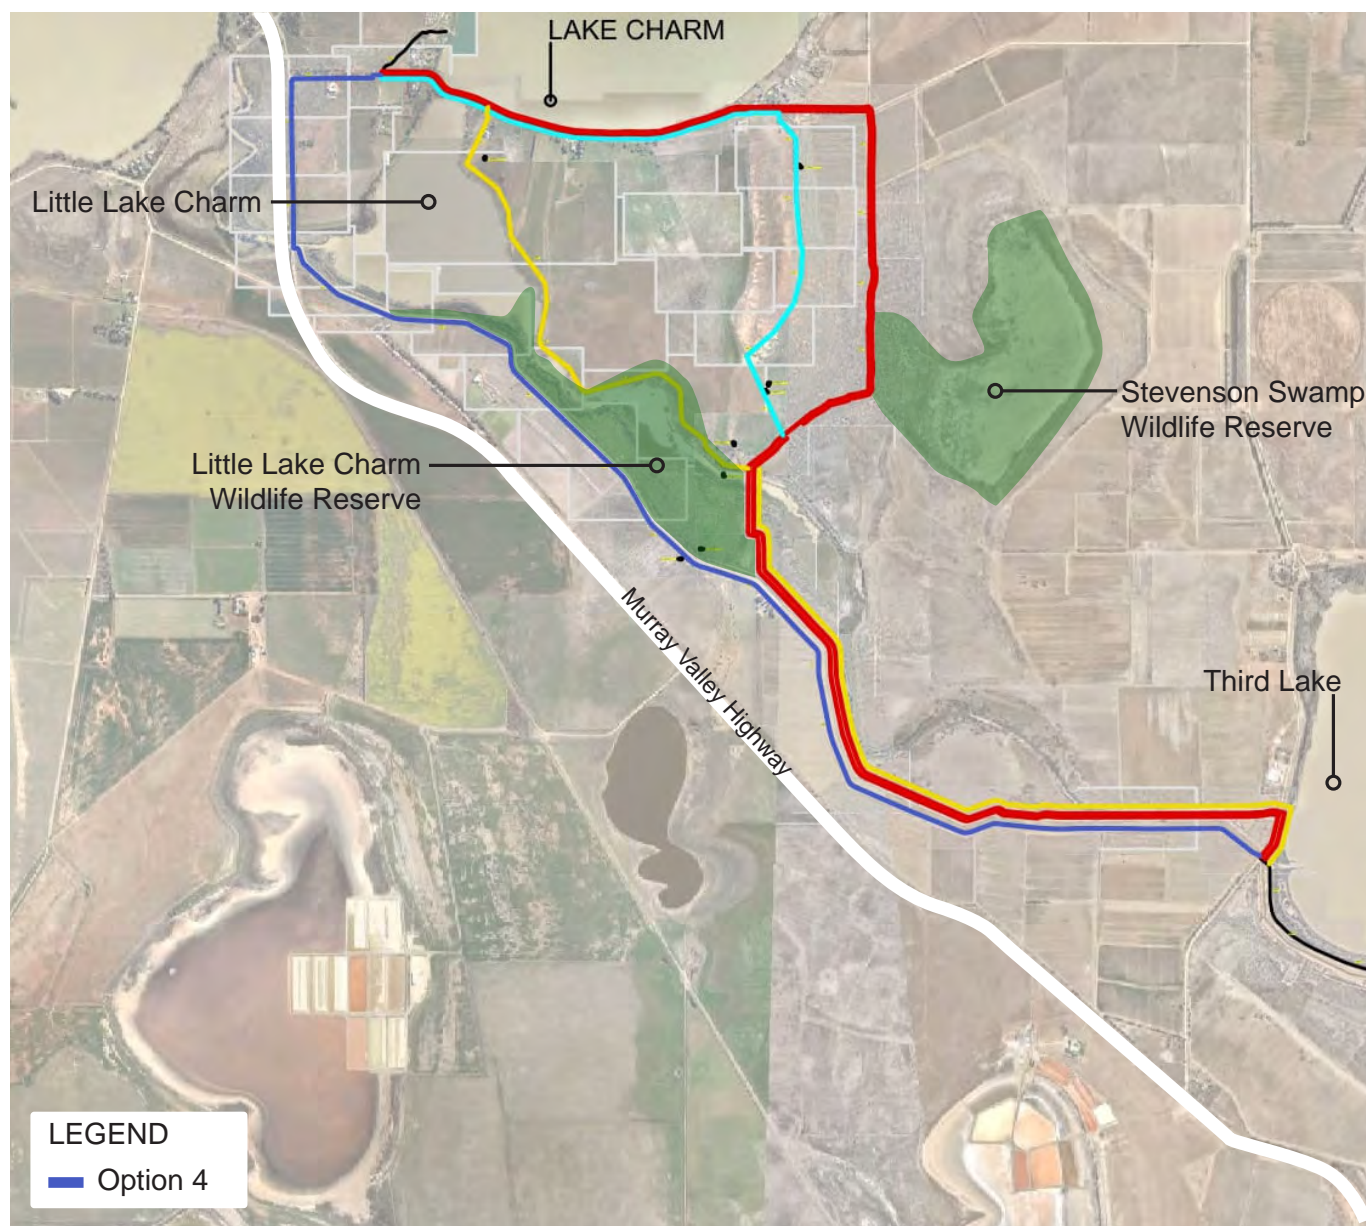 LAKE CHARM
Little Lake Charm
Stevenson Swamp
Wildlife Reserve
Little Lake Charm
Wildlife Reserve
Murray Valley Highway
Third Lake
LEGEND
Option 4